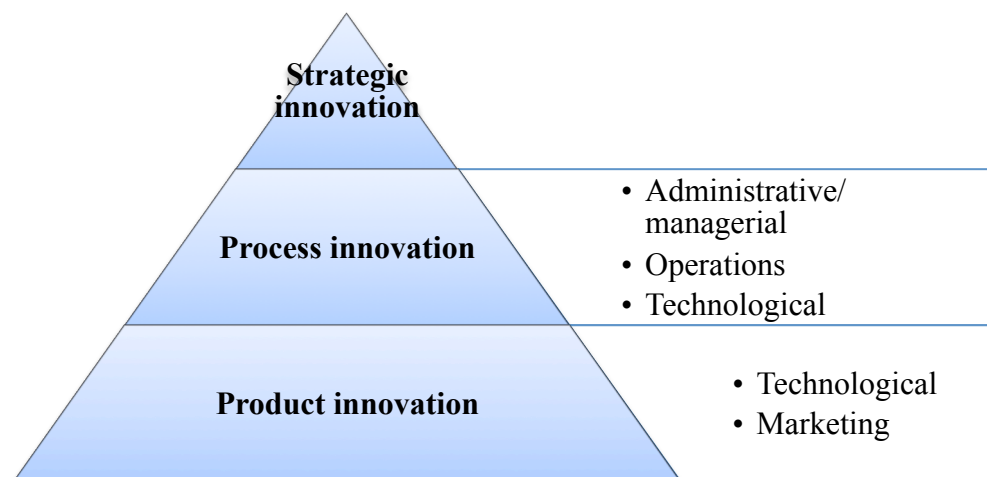 Strategic
innovation
Process innovation
• Administrative/
managerial
• Operations
• Technological
Product innovation
• Technological
• Marketing